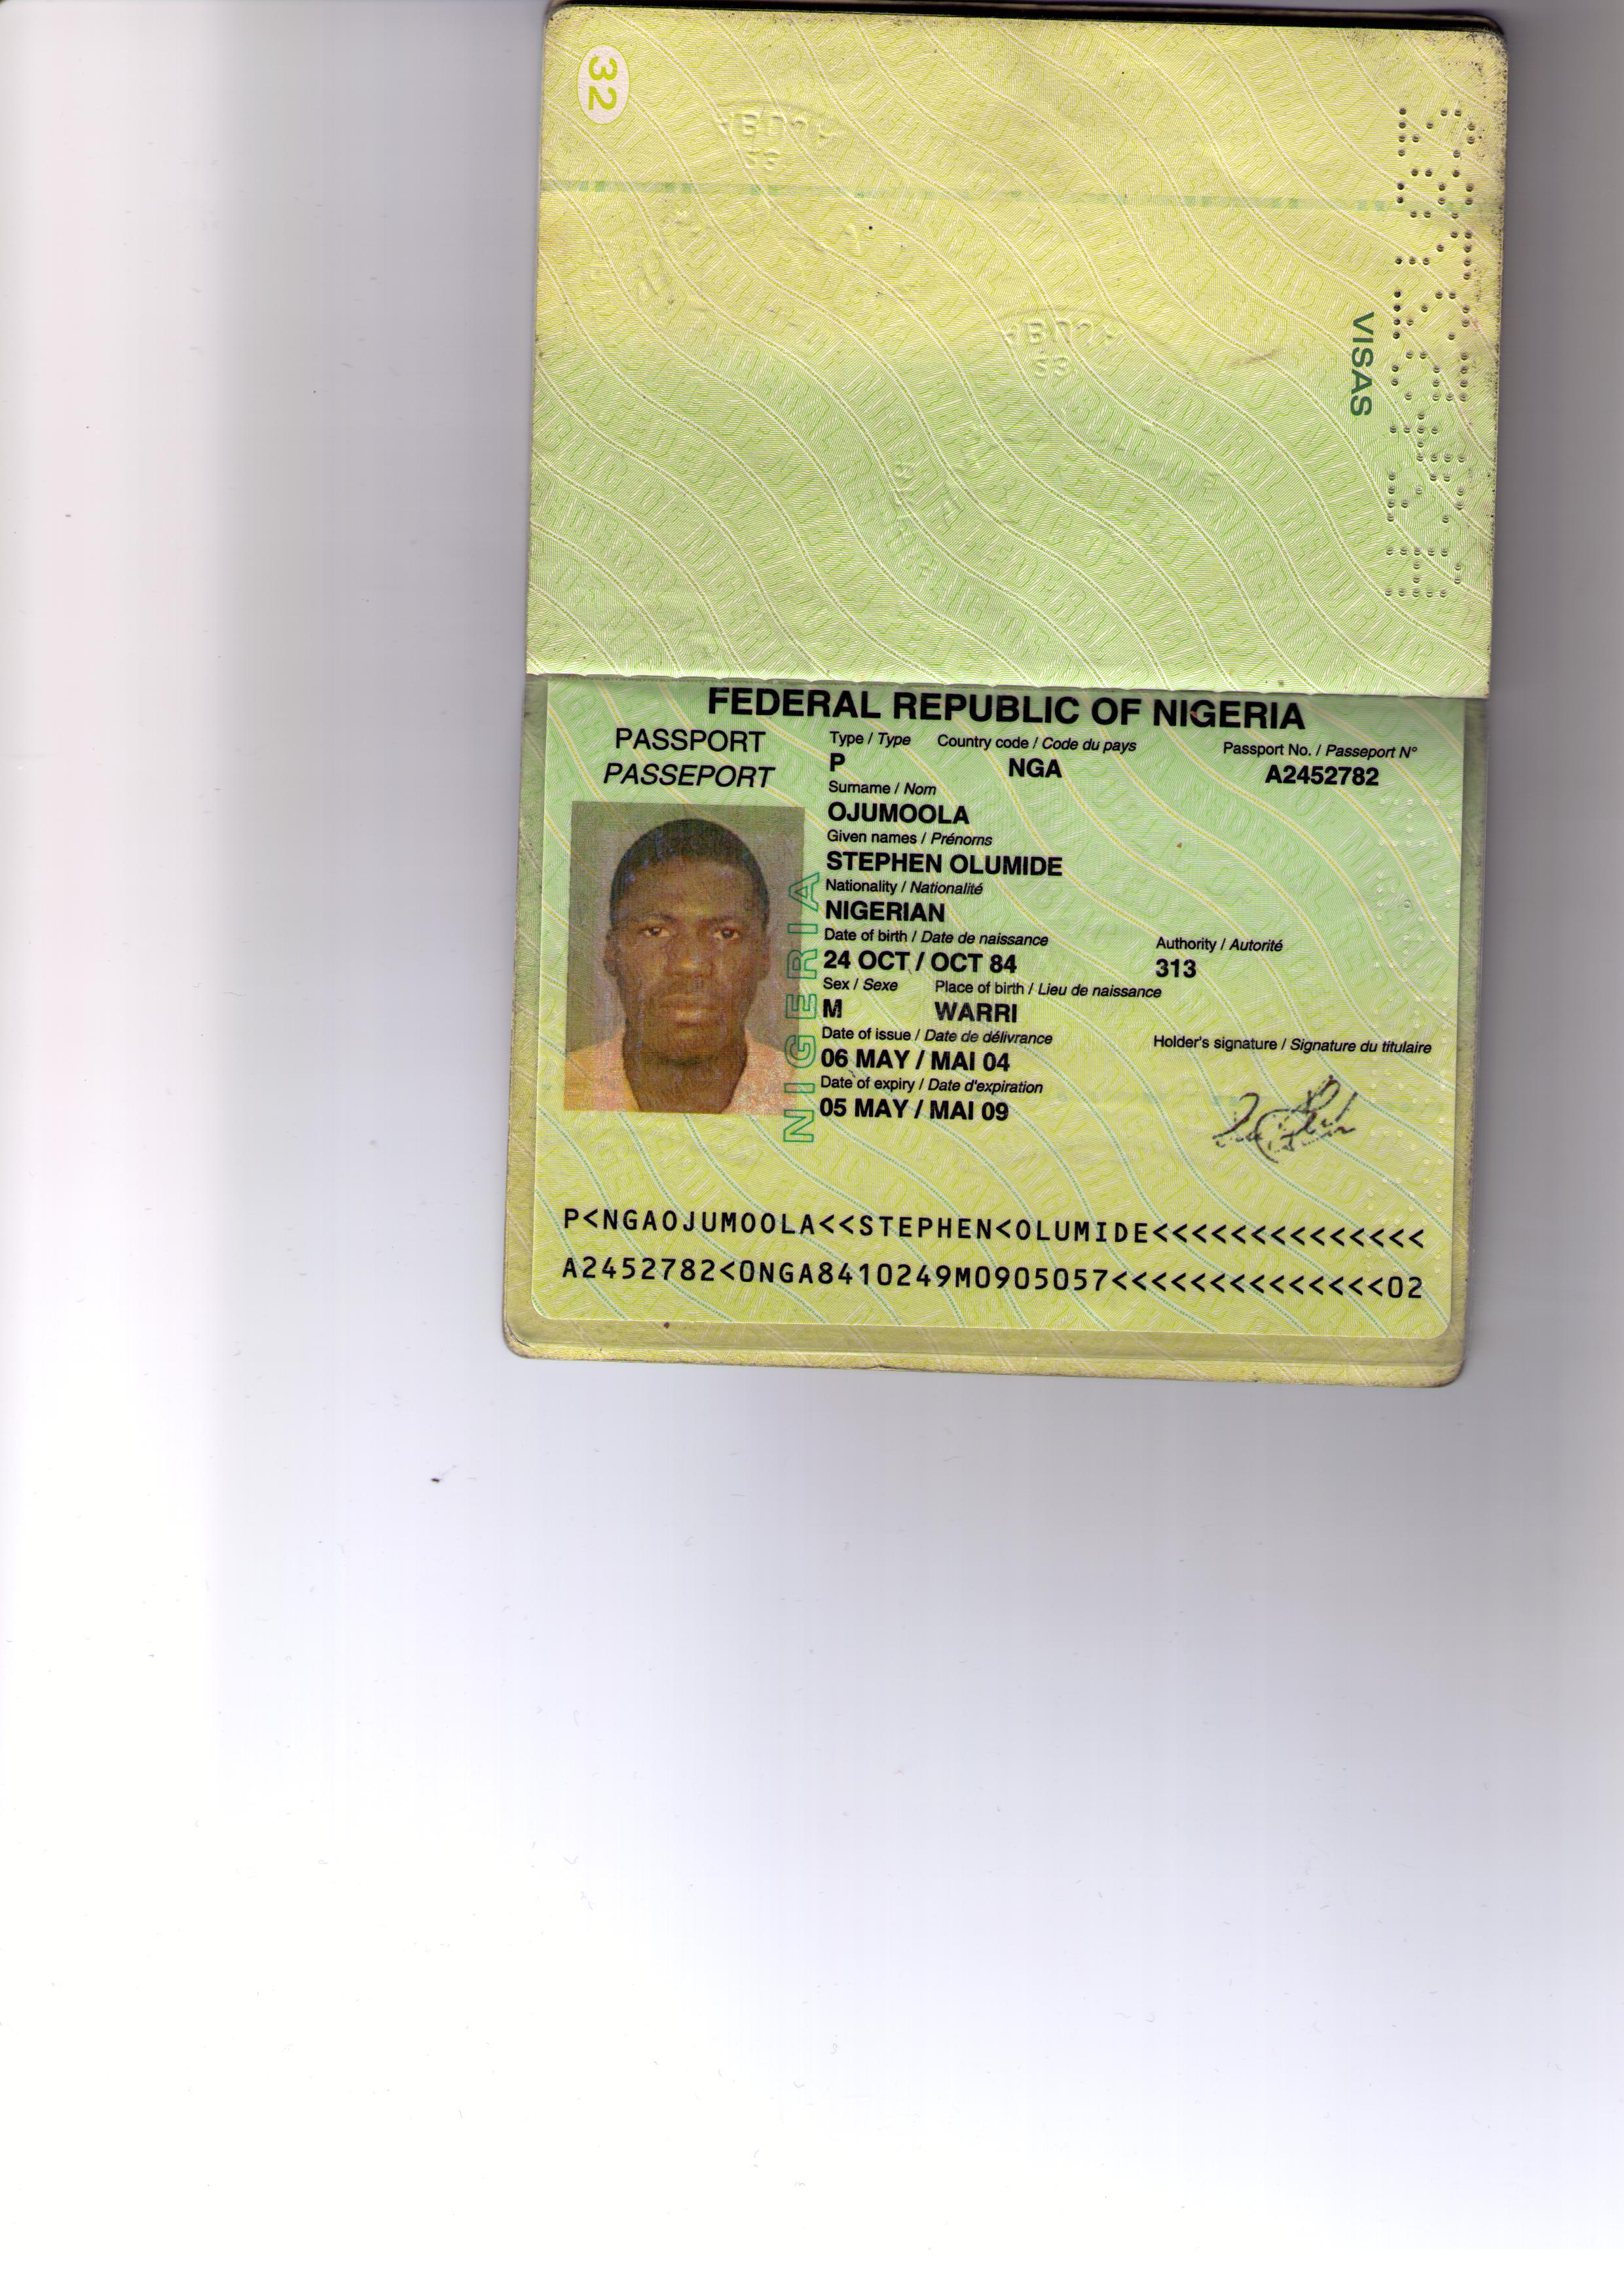 32
VISAS
FEDERAL REPUBLIC OF NIGERIA
PASSPORT
PASSEPORT
Type / Type Country code / Code du pays Passport No. / Passeport N°
P NGA A2452782
Surname / Nom
OJUMOOLA
Given names / Prénoms
STEPHEN OLUMIDE
Nationality / Nationalité
NIGERIAN
Date of birth / Date de naissance Authority / Autorité
24 OCT / OCT 84 313
Sex / Sexe Place of birth / Lieu de naissance
M WARRI
Date of issue / Date de délivrance Holder's signature / Signature du titulaire
06 MAY / MAI 04
Date of expiry / Date d'expiration
05 MAY / MAI 09
NIGERIA
P<NGAOJUMOOLA<<STEPHEN<OLUMIDE<<<<<<<<<<<<<<
A2452782<0NGA8410249M0905057<<<<<<<<<<<<<<02